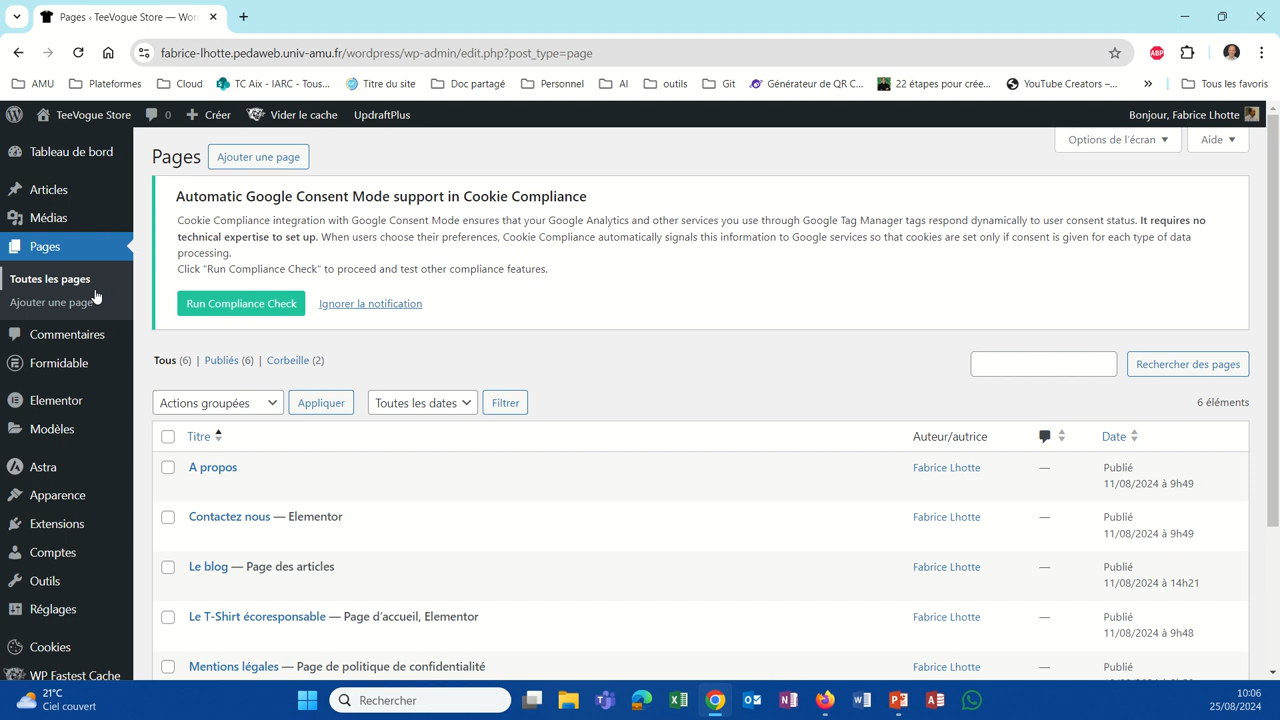 Pages ‹ TeeVogue Store — Wor
fabrice-lhotte.pedaweb.univ-amu.fr/wordpress/wp-admin/edit.php?post_type=page
ABP
AMU
Plateformes
Cloud
TC Aix - IARC - Tous...
Titre du site
Doc partagé
Personnel
AI
outils
Git
Générateur de QR C...
22 étapes pour crée...
YouTube Creators –...
»
Tous les favoris
TeeVogue Store
0
Créer
Vider le cache
UpdraftPlus
Bonjour, Fabrice Lhotte
Tableau de bord
Articles
Médias
Pages
Toutes les pages
Ajouter une page
Commentaires
Formidable
Elementor
Modèles
Astra
Apparence
Extensions
Comptes
Outils
Réglages
Cookies
WP Fastest Cache
Options de l'écran
Aide
Pages
Ajouter une page
Automatic Google Consent Mode support in Cookie Compliance
Cookie Compliance integration with Google Consent Mode ensures that your Google Analytics and other services you use through Google Tag Manager tags respond dynamically to user consent status. It requires no
technical expertise to set up. When users choose their preferences, Cookie Compliance automatically signals this information to Google services so that cookies are set only if consent is given for each type of data
processing.
Click "Run Compliance Check" to proceed and test other compliance features.
Run Compliance Check
Ignorer la notification
Tous (6) | Publiés (6) | Corbeille (2)
Rechercher des pages
Actions groupées
Appliquer
Toutes les dates
Filtrer
6 éléments
Titre
Auteur/autrice
Date
A propos
Fabrice Lhotte
—
Publié
11/08/2024 à 9h49
Contactez nous — Elementor
Fabrice Lhotte
—
Publié
11/08/2024 à 9h49
Le blog — Page des articles
Fabrice Lhotte
—
Publié
11/08/2024 à 14h21
Le T-Shirt écoresponsable — Page d'accueil, Elementor
Fabrice Lhotte
—
Publié
11/08/2024 à 9h48
Mentions légales — Page de politique de confidentialité
Fabrice Lhotte
—
Publié
21°C
Ciel couvert
Rechercher
10:06
25/08/2024